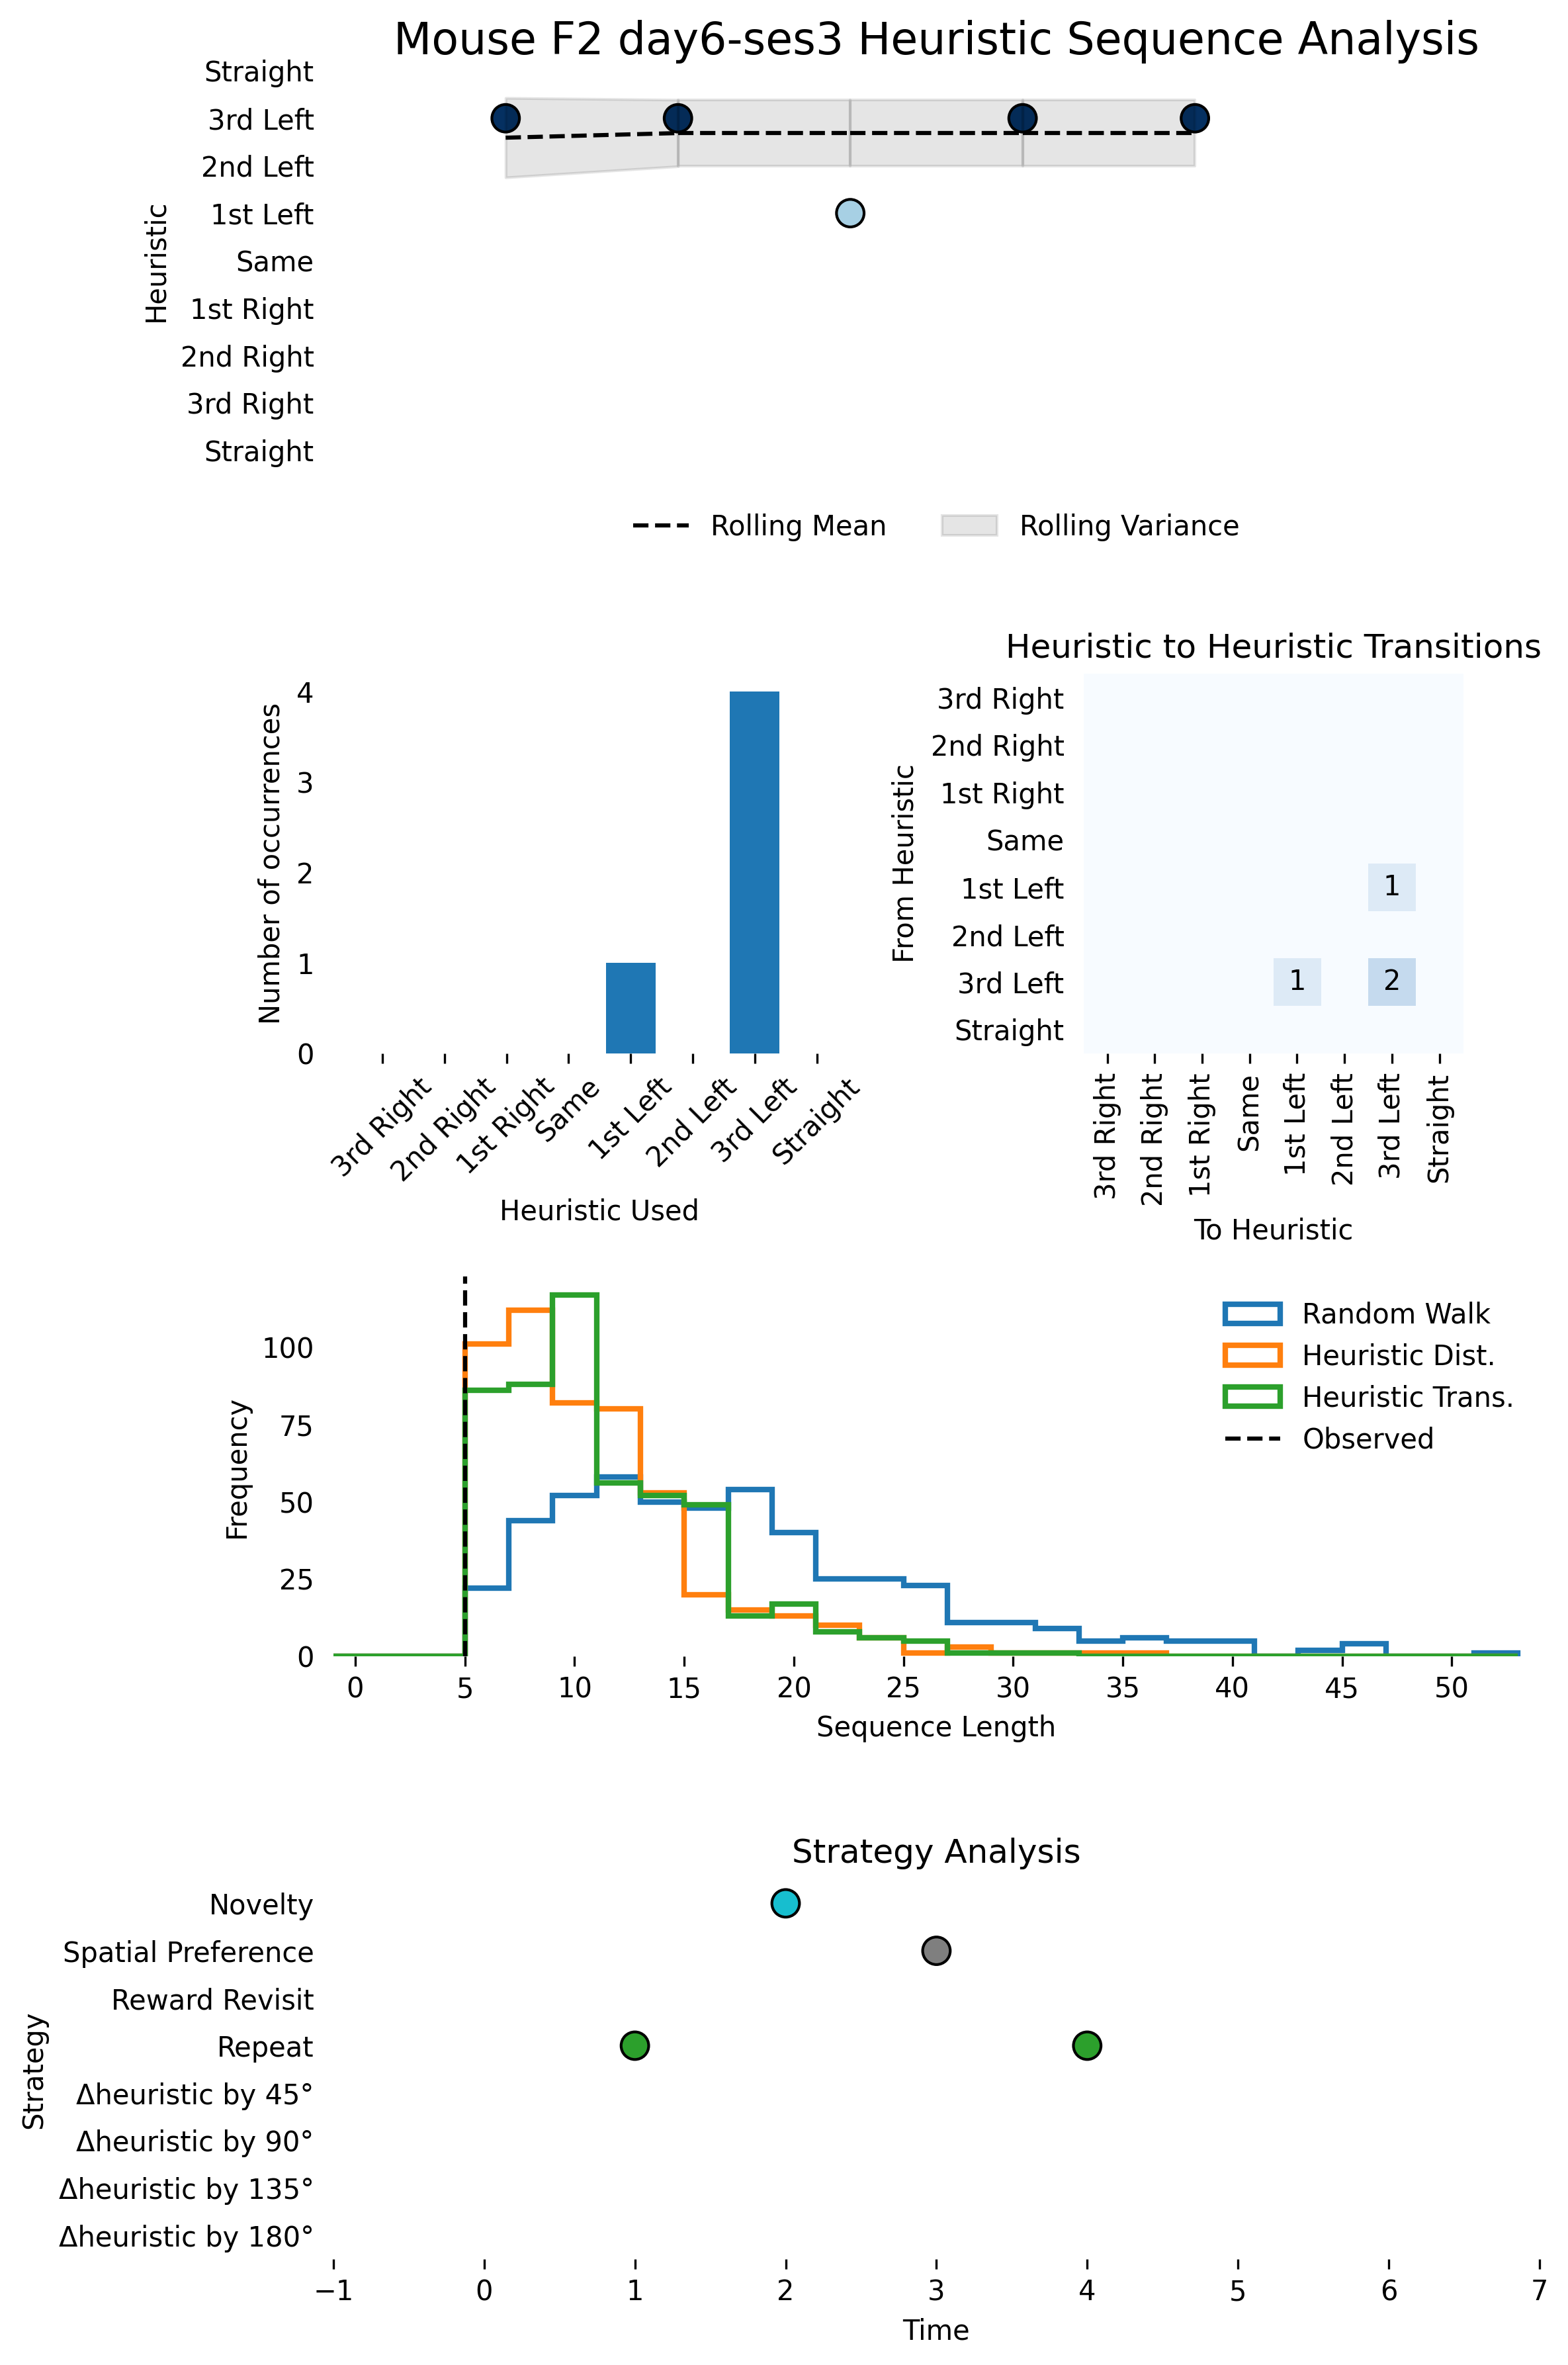 Mouse F2 day6-ses3 Heuristic Sequence Analysis
Straight
3rd Left
2nd Left
1st Left
Same
1st Right
2nd Right
3rd Right
Straight
Heuristic
Rolling Mean
Rolling Variance
4
3
2
1
0
Number of occurrences
3rd Right
2nd Right
1st Right
Same
1st Left
2nd Left
3rd Left
Straight
Heuristic Used
Heuristic to Heuristic Transitions
3rd Right
2nd Right
1st Right
Same
1st Left
2nd Left
3rd Left
Straight
From Heuristic
1
1
2
3rd Right
2nd Right
1st Right
Same
1st Left
2nd Left
3rd Left
Straight
To Heuristic
100
75
50
25
0
Frequency
Random Walk
Heuristic Dist.
Heuristic Trans.
Observed
0
5
10
15
20
25
30
35
40
45
50
Sequence Length
Strategy Analysis
Novelty
Spatial Preference
Reward Revisit
Repeat
Δheuristic by 45°
Δheuristic by 90°
Δheuristic by 135°
Δheuristic by 180°
Strategy
−1
0
1
2
3
4
5
6
7
Time